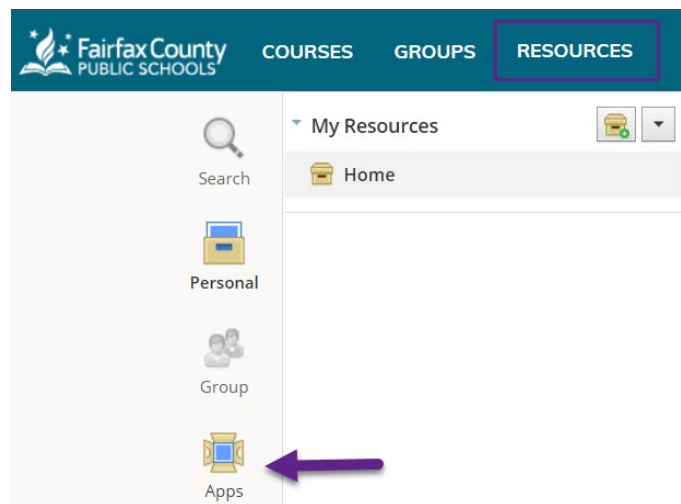 Fairfax County
PUBLIC SCHOOLS
COURSES GROUPS RESOURCES
Search
Personal
Group
Apps
My Resources
Home